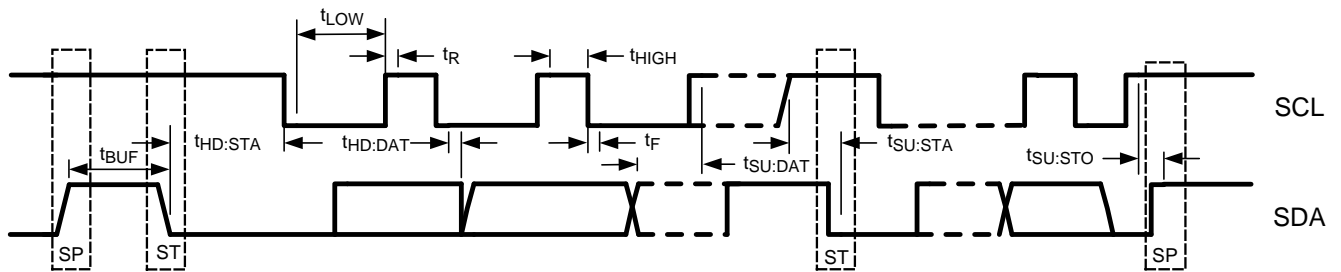 tLOW
tR
tHIGH
SCL
tHD:STA
tHD:DAT
tF
tSU:DAT
tSU:STA
tSU:STO
tBUF
SDA
SP
ST
ST
SP